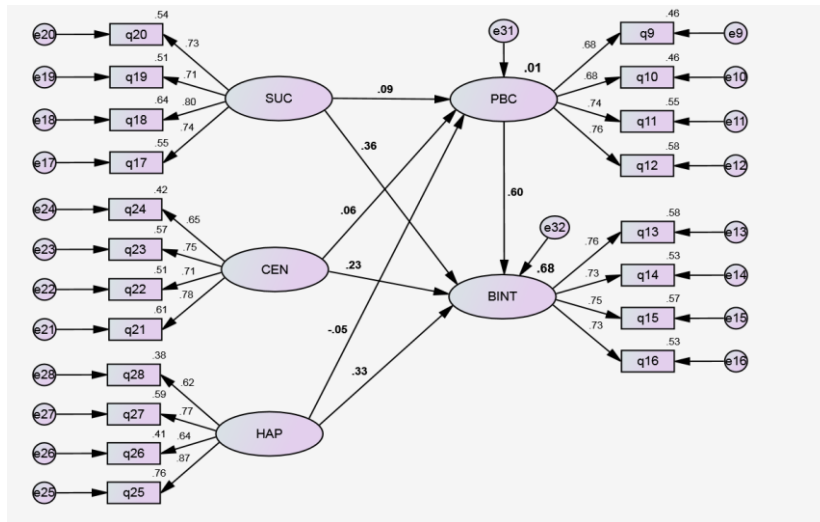 .54
e20
q20
.73
.51
e19
q19
.71
.64
e18
q18
.80
.55
e17
q17
.74
SUC
.42
e24
q24
.65
.57
e23
q23
.75
.51
e22
q22
.71
.61
e21
q21
.78
CEN
.38
e28
q28
.62
.59
e27
q27
.77
.41
e26
q26
.64
.76
e25
q25
.87
HAP
.09
.36
.06
.23
-.05
.33
e31
.01
PBC
.60
e32
.68
BINT
.46
.68
q9
e9
.46
.68
q10
e10
.55
.74
q11
e11
.58
.76
q12
e12
.58
.76
q13
e13
.53
.73
q14
e14
.57
.75
q15
e15
.53
.73
q16
e16